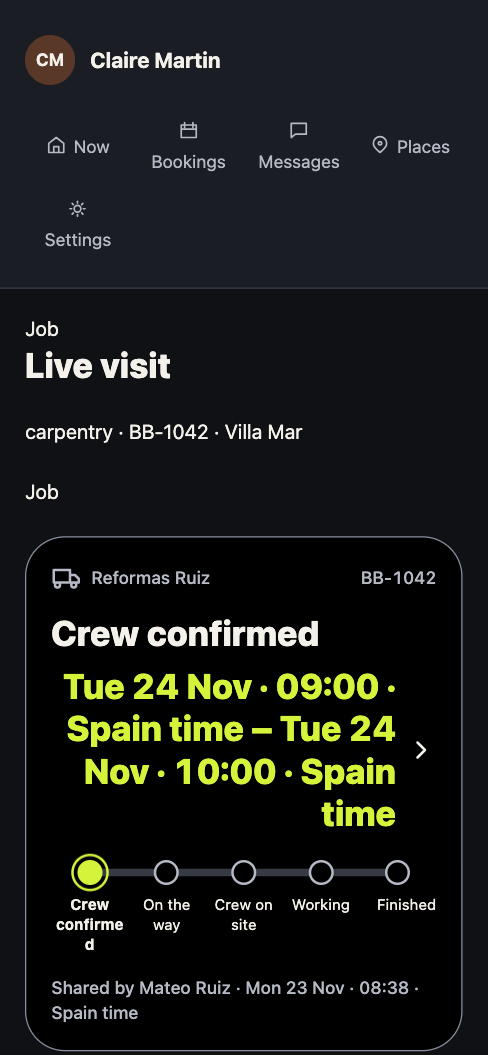 CM Claire Martin
Now
Bookings
Messages
Places
Settings
Job
Live visit
carpentry · BB-1042 · Villa Mar
Job
Reformas Ruiz BB-1042
Crew confirmed
Tue 24 Nov · 09:00 ·
Spain time – Tue 24
Nov · 10:00 · Spain
time
Crew
confirme
d
On the
way
Crew on
site
Working
Finished
Shared by Mateo Ruiz · Mon 23 Nov · 08:38 ·
Spain time